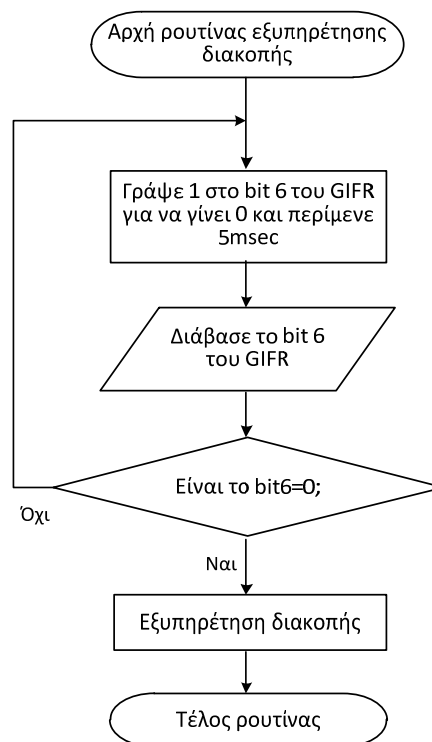 Αρχή ρουτίνας εξυπηρέτησης
διακοπής
Γράψε 1 στο bit 6 του GIFR
για να γίνει 0 και περίμενε
5msec
Διάβασε το bit 6
του GIFR
Είναι το bit6=0;
Όχι
Ναι
Εξυπηρέτηση διακοπής
Τέλος ρουτίνας